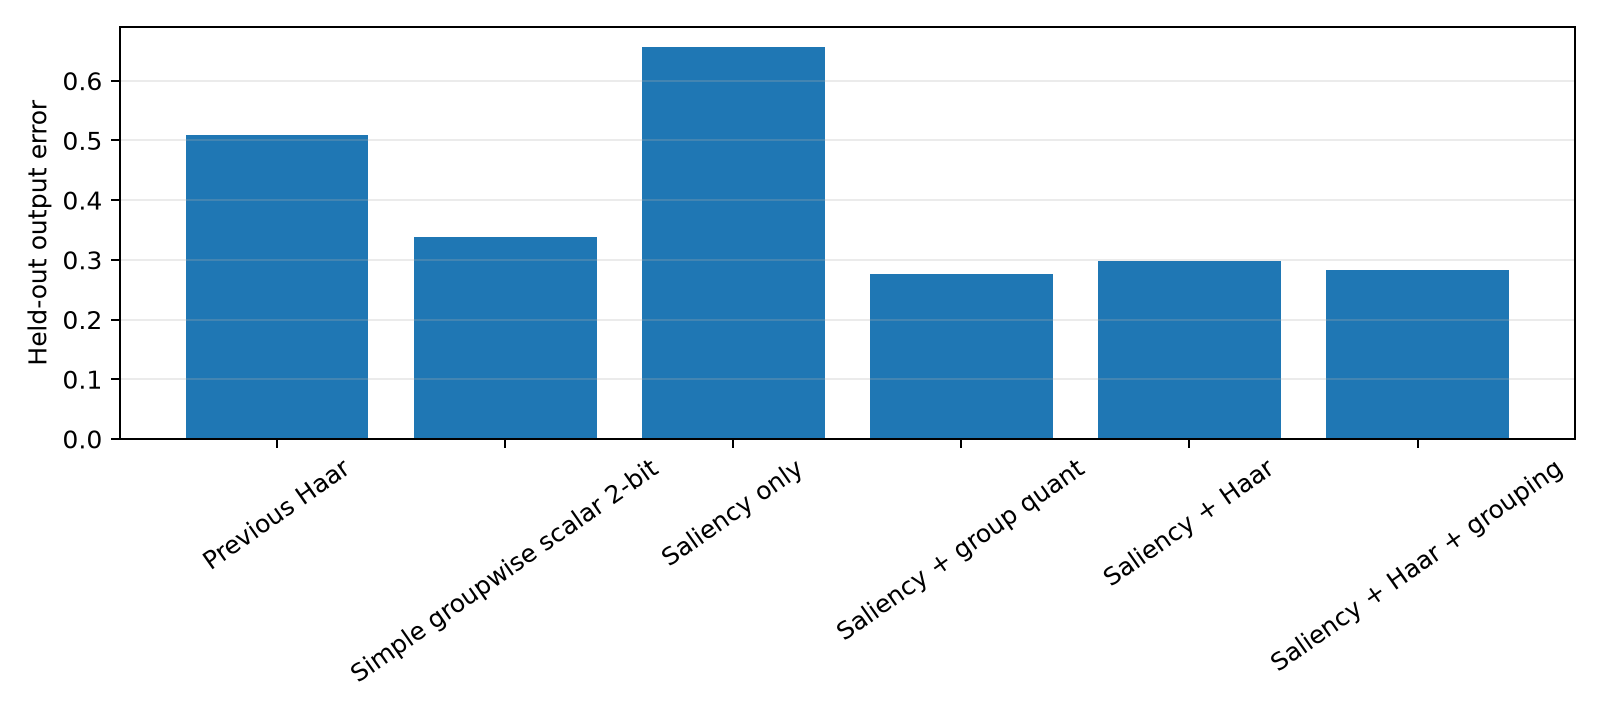 Held-out output error
0.6
0.5
0.4
0.3
0.2
0.1
0.0
Previous Haar
Simple groupwise scalar 2-bit
Saliency only
Saliency + group quant
Saliency + Haar
Saliency + Haar + grouping